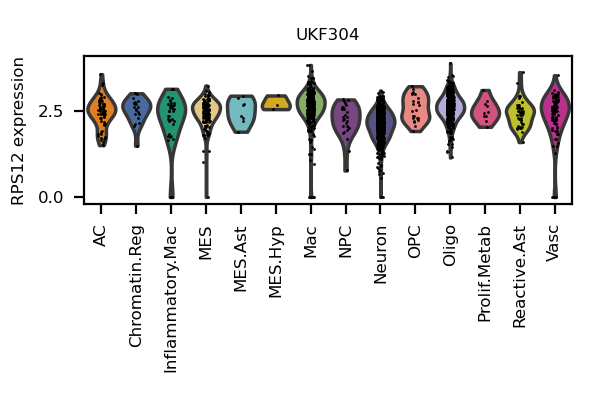 UKF304
RPS12 expression
2.5
0.0
AC
Chromatin.Reg
Inflammatory.Mac
MES
MES.Ast
MES.Hyp
Mac
NPC
Neuron
OPC
Oligo
Prolif.Metab
Reactive.Ast
Vasc